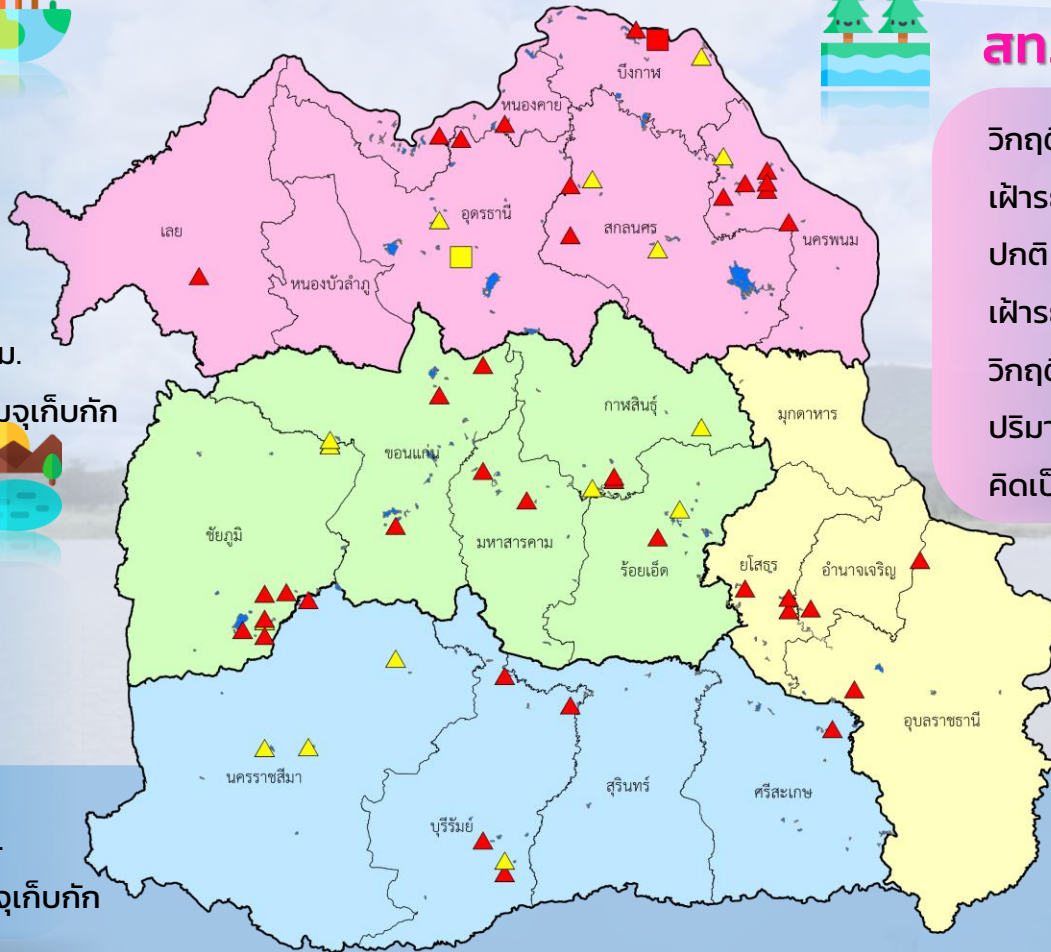 สท
วิกฤติ
เฝ้าระ
ปกติ
เฝ้าระ
วิกฤติ
ปริมา
คิดเป็
ม.
มจุเก็บกัก
.
จุเก็บกัก
บึงกาฬ
หนองคาย
อุดรธานี
สกลนคร
นครพนม
เลย
หนองบัวลำภู
กาฬสินธุ์
มุกดาหาร
ขอนแก่น
ชัยภูมิ
มหาสารคาม
ร้อยเอ็ด
ยโสธร
อำนาจเจริญ
อุบลราชธานี
นครราชสีมา
บุรีรัมย์
สุรินทร์
ศรีสะเกษ